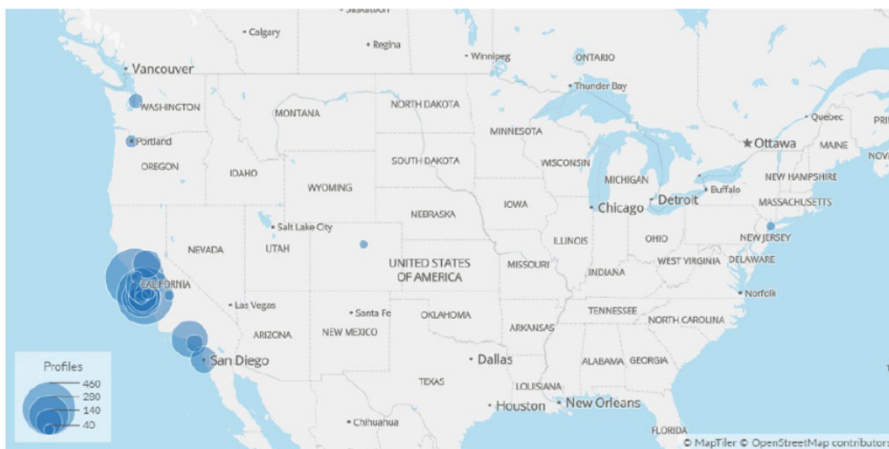 Saskatoon
Calgary
Regina
Winnipeg
ONTARIO
Vancouver
Thunder Bay
WASHINGTON
MONTANA
NORTH DAKOTA
Quebec
MINNESOTA
Portland
Ottawa
MAINE
OREGON
IDAHO
SOUTH DAKOTA
WISCONSIN
MICHIGAN
NEW HAMPSHIRE
WYOMING
Buffalo
Detroit
MASSACHUSETTS
IOWA
Chicago
NEBRASKA
Salt Lake City
NEVADA
UTAH
ILLINOIS
OHIO
NEW JERSEY
UNITED STATES
OF AMERICA
MISSOURI
INDIANA
WEST VIRGINIA
DELAWARE
CALIFORNIA
Norfolk
Las Vegas
Santa Fe
OKLAHOMA
TENNESSEE
NORTH CAROLINA
ARIZONA
NEW MEXICO
ARKANSAS
San Diego
Dallas
ALABAMA
GEORGIA
Profiles
460
280
140
40
TEXAS
LOUISIANA
Houston
New Orleans
Chihuahua
FLORIDA
© MapTiler © OpenStreetMap contributors